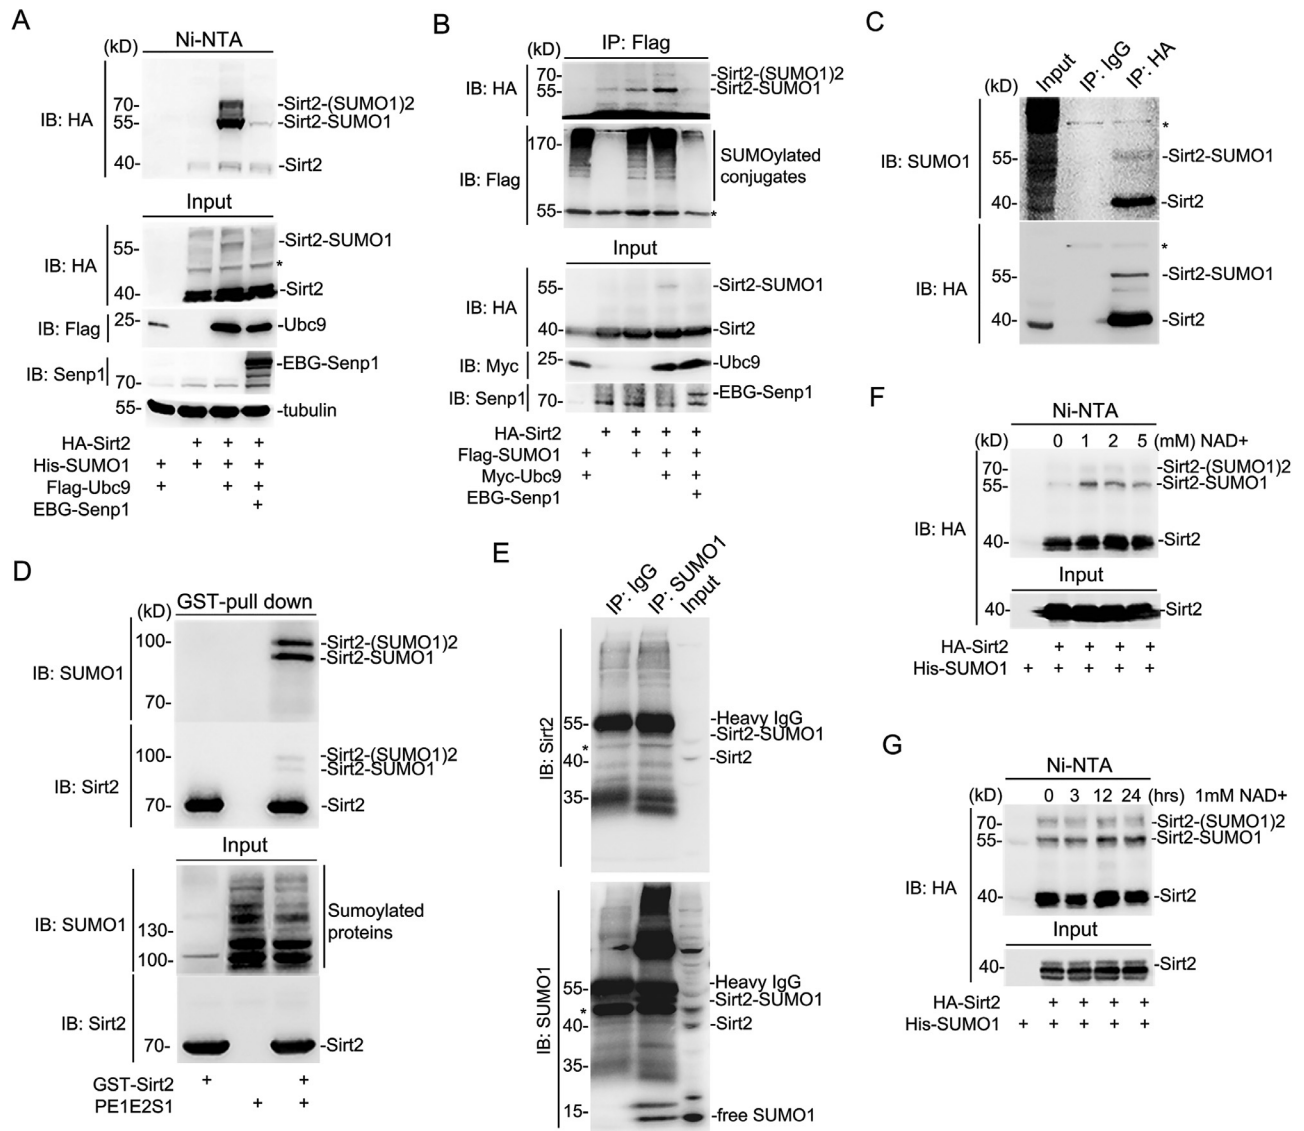 A
Ni-NTA
(kD)
IB: HA
70-
55-
40-
-Sirt2-(SUMO1)2
-Sirt2-SUMO1
-Sirt2
Input
IB: HA
55-
40-
-Sirt2-SUMO1
*
-Sirt2
IB: Flag
25-
-Ubc9
IB: Senp1
70-
-EBG-Senp1
55-
-tubulin
HA-Sirt2 + + +
His-SUMO1 + + + +
Flag-Ubc9 + + +
EBG-Senp1 +
B
IP: Flag
(kD)
IB: HA
70-
55-
-Sirt2-(SUMO1)2
-Sirt2-SUMO1
IB: Flag
170-
55-
SUMOylated
conjugates
*
Input
IB: HA
55-
40-
-Sirt2-SUMO1
-Sirt2
IB: Myc
25-
-Ubc9
IB: Senp1
70-
-EBG-Senp1
HA-Sirt2 + + + +
Flag-SUMO1 + + + +
Myc-Ubc9 + + +
EBG-Senp1 +
C
Input
IP: IgG
IP: HA
(kD)
IB: SUMO1
55-
40-
*
-Sirt2-SUMO1
-Sirt2
IB: HA
55-
40-
*
-Sirt2-SUMO1
-Sirt2
D
GST-pull down
(kD)
IB: SUMO1
100-
70-
-Sirt2-(SUMO1)2
-Sirt2-SUMO1
IB: Sirt2
100-
70-
-Sirt2-(SUMO1)2
-Sirt2-SUMO1
-Sirt2
Input
IB: SUMO1
130-
100-
Sumoylated
proteins
IB: Sirt2
70-
-Sirt2
GST-Sirt2 + +
PE1E2S1 + +
E
IP: IgG
IP: SUMO1
Input
IB: Sirt2
55-
*
40-
35-
-Heavy IgG
-Sirt2-SUMO1
-Sirt2
IB: SUMO1
55-
*
40-
35-
15-
-Heavy IgG
-Sirt2-SUMO1
-Sirt2
-free SUMO1
F
Ni-NTA
(kD) 0 1 2 5 (mM) NAD+
IB: HA
70-
55-
40-
-Sirt2-(SUMO1)2
-Sirt2-SUMO1
-Sirt2
Input
40-
-Sirt2
HA-Sirt2 + + + +
His-SUMO1 + + + + +
G
Ni-NTA
(kD) 0 3 12 24 (hrs) 1mM NAD+
IB: HA
70-
55-
40-
-Sirt2-(SUMO1)2
-Sirt2-SUMO1
-Sirt2
Input
40-
-Sirt2
HA-Sirt2 + + + +
His-SUMO1 + + + + +